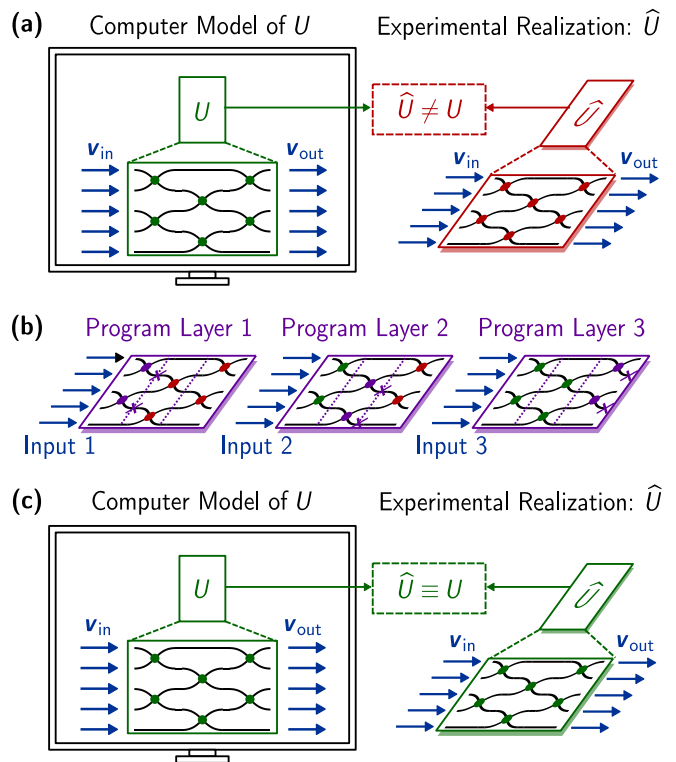 (a) Computer Model of U Experimental Realization: Û
U Û ≠ U Û
v_in v_out v_in v_out
(b) Program Layer 1 Program Layer 2 Program Layer 3
Input 1 Input 2 Input 3
(c) Computer Model of U Experimental Realization: Û
U Û ≡ U Û
v_in v_out v_in v_out